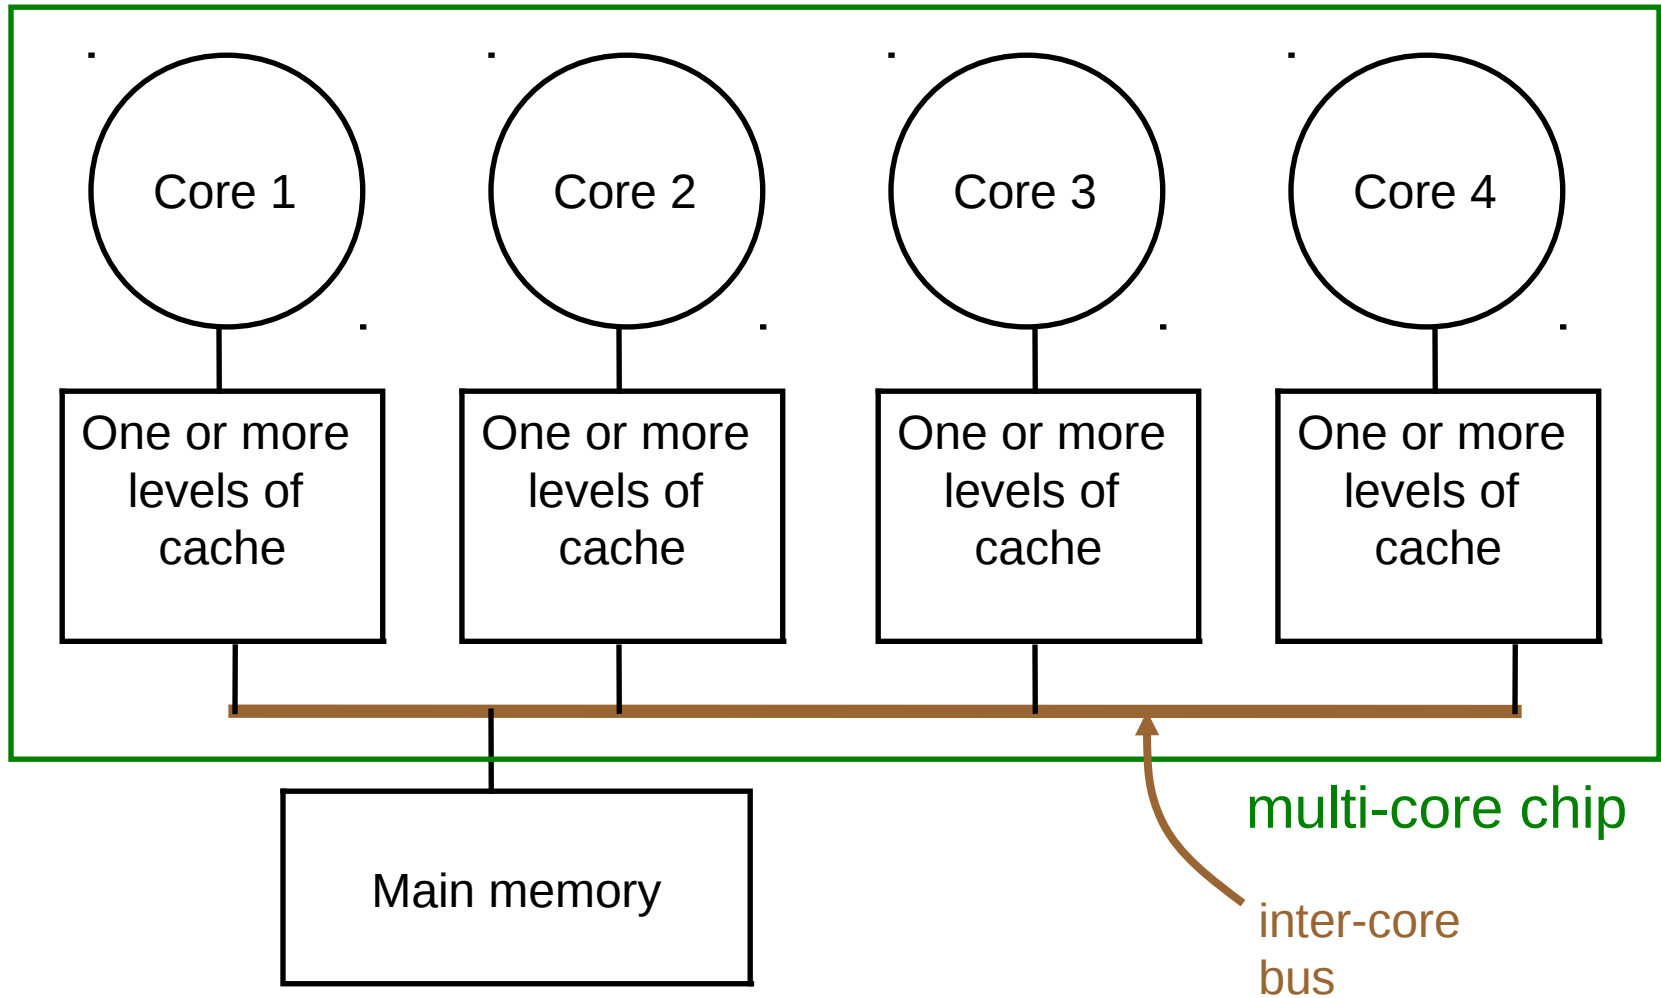 Core 1
Core 2
Core 3
Core 4
One or more
levels of
cache
One or more
levels of
cache
One or more
levels of
cache
One or more
levels of
cache
multi-core chip
Main memory
inter-core
bus